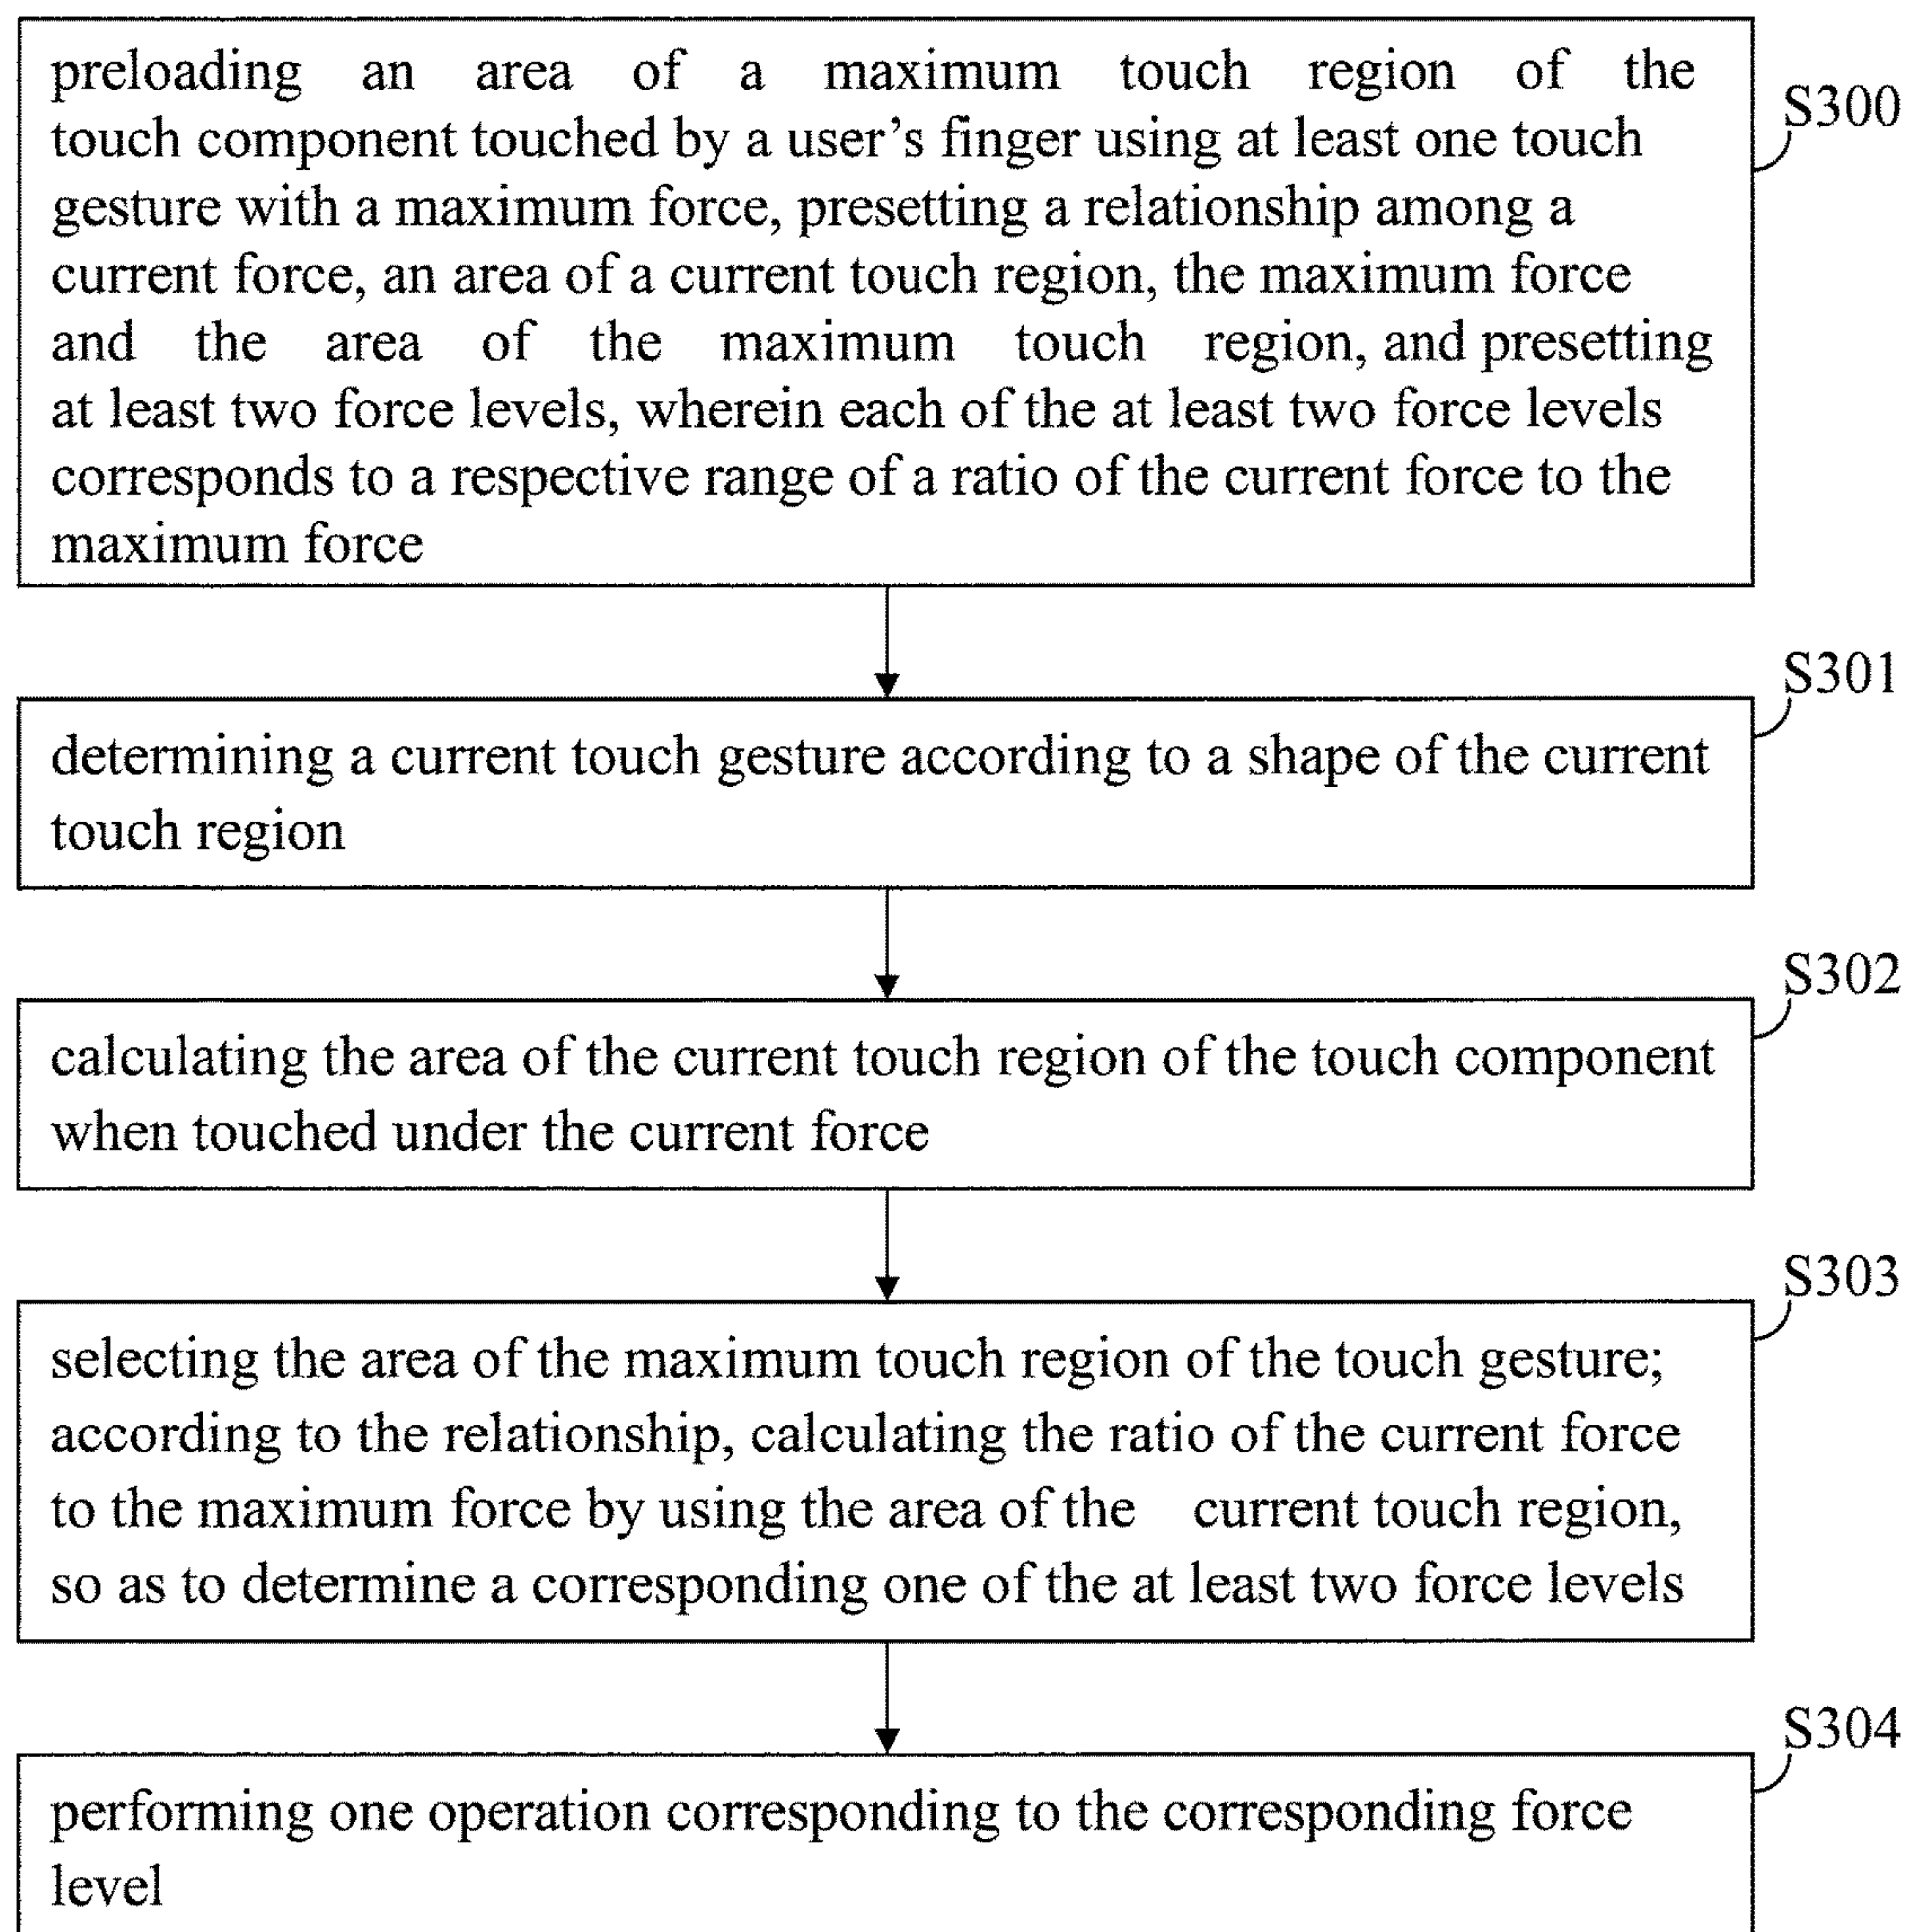 preloading an area of a maximum touch region of the
S300
touch component touched by a user’s finger using at least one touch
gesture with a maximum force, presetting a relationship among a
current force, an area of a current touch region, the maximum force
and the area of the maximum touch region, and presetting
at least two force levels, wherein each of the at least two force levels
corresponds to a respective range of a ratio of the current force to the
maximum force
S301
determining a current touch gesture according to a shape of the current
touch region
S302
calculating the area of the current touch region of the touch component
when touched under the current force
S303
selecting the area of the maximum touch region of the touch gesture;
according to the relationship, calculating the ratio of the current force
to the maximum force by using the area of the current touch region,
so as to determine a corresponding one of the at least two force levels
S304
performing one operation corresponding to the corresponding force
level